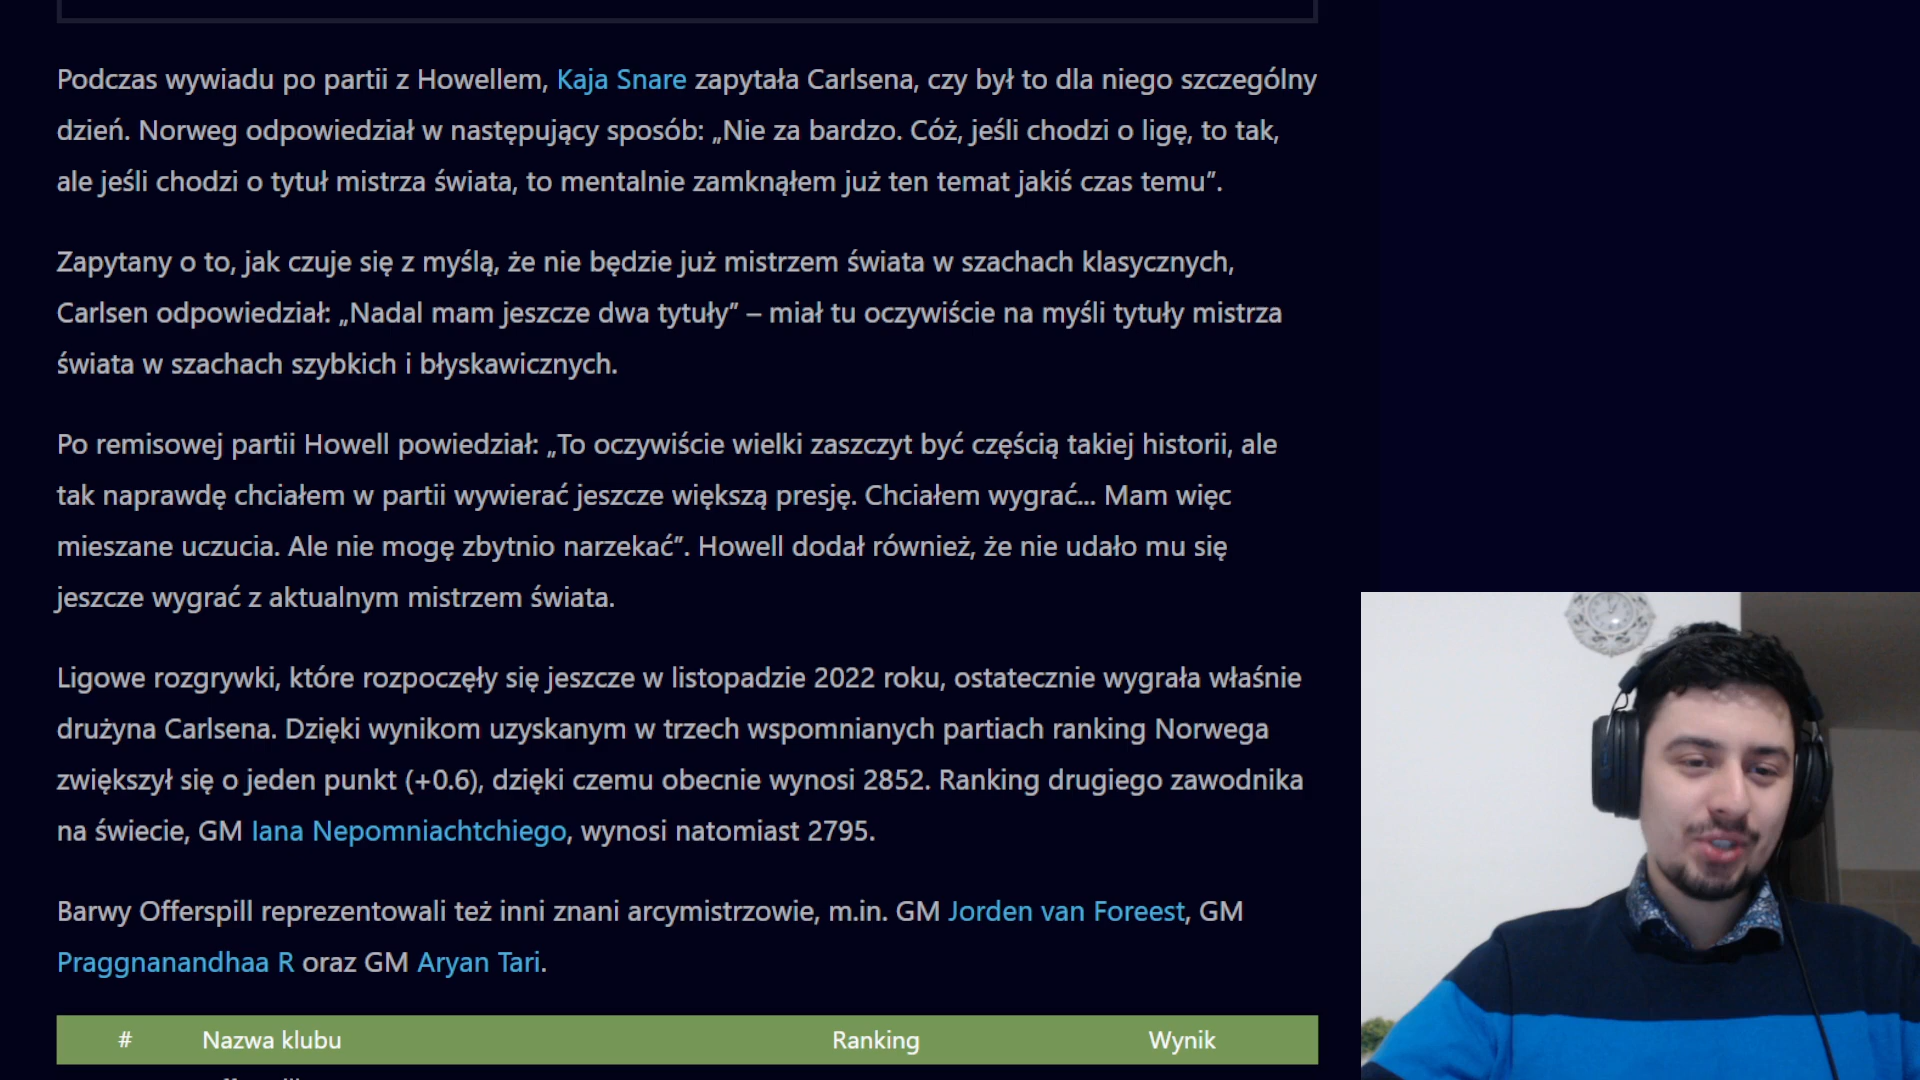 Podczas wywiadu po partii z Howellem, Kaja Snare zapytała Carlsena, czy był to dla niego szczególny
dzień. Norweg odpowiedział w następujący sposób: „Nie za bardzo. Cóż, jeśli chodzi o ligę, to tak,
ale jeśli chodzi o tytuł mistrza świata, to mentalnie zamknąłem już ten temat jakiś czas temu”.
Zapytany o to, jak czuje się z myślą, że nie będzie już mistrzem świata w szachach klasycznych,
Carlsen odpowiedział: „Nadal mam jeszcze dwa tytuły” – miał tu oczywiście na myśli tytuły mistrza
świata w szachach szybkich i błyskawicznych.
Po remisowej partii Howell powiedział: „To oczywiście wielki zaszczyt być częścią takiej historii, ale
tak naprawdę chciałem w partii wywierać jeszcze większą presję. Chciałem wygrać... Mam więc
mieszane uczucia. Ale nie mogę zbytnio narzekać”. Howell dodał również, że nie udało mu się
jeszcze wygrać z aktualnym mistrzem świata.
Ligowe rozgrywki, które rozpoczęły się jeszcze w listopadzie 2022 roku, ostatecznie wygrała właśnie
drużyna Carlsena. Dzięki wynikom uzyskanym w trzech wspomnianych partiach ranking Norwega
zwiększył się o jeden punkt (+0.6), dzięki czemu obecnie wynosi 2852. Ranking drugiego zawodnika
na świecie, GM Iana Nepomniachtchiego, wynosi natomiast 2795.
Barwy Offerspill reprezentowali też inni znani arcymistrzowie, m.in. GM Jorden van Foreest, GM
Praggnanandhaa R oraz GM Aryan Tari.
# Nazwa klubu Ranking Wynik